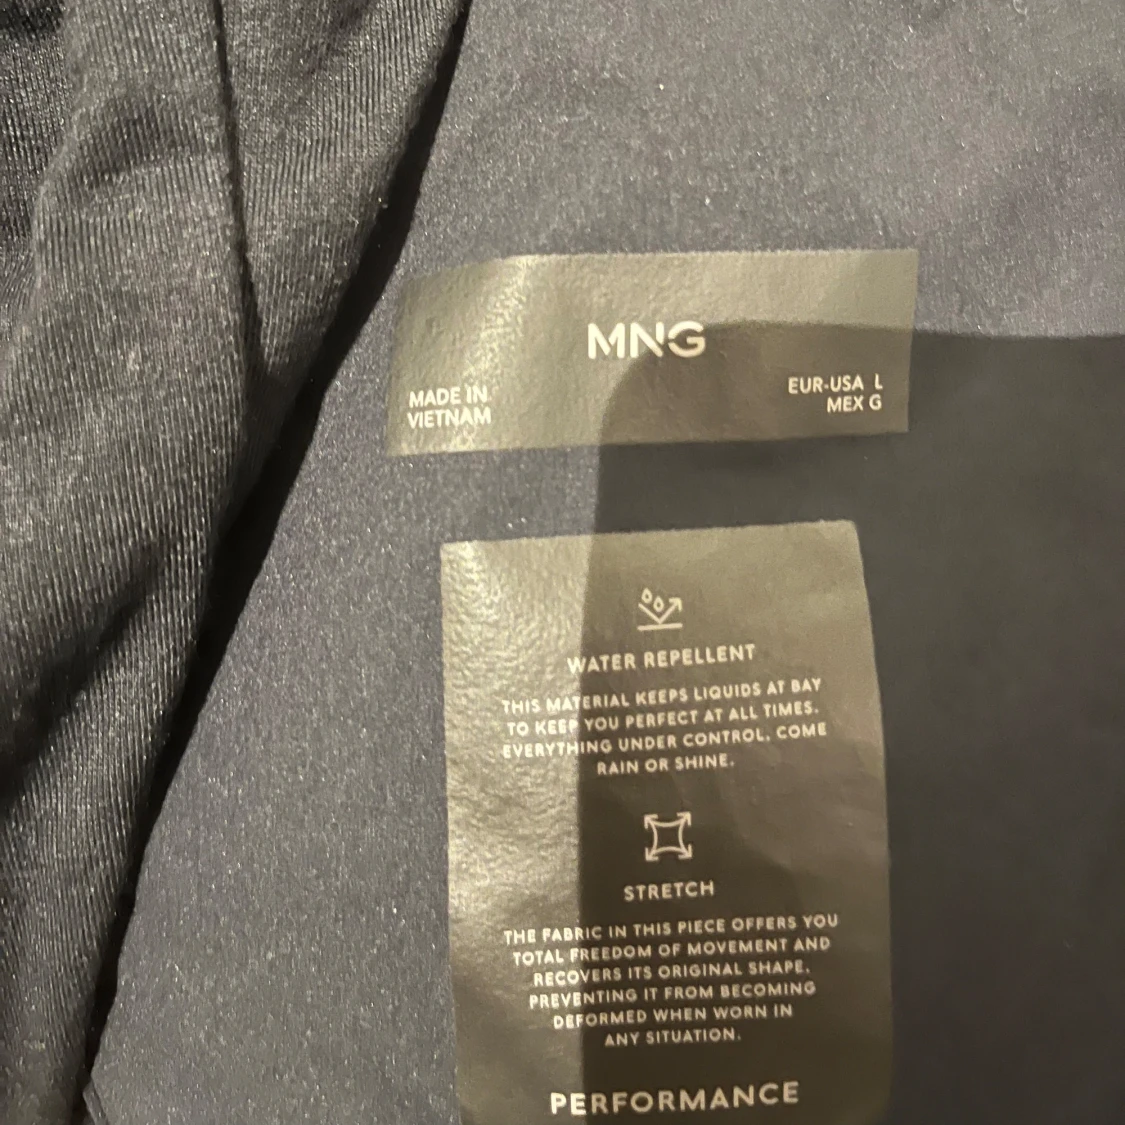 MNG
MADE IN
VIETNAM
EUR-USA L
MEX G
WATER REPELLENT
THIS MATERIAL KEEPS LIQUIDS AT BAY
TO KEEP YOU PERFECT AT ALL TIMES.
EVERYTHING UNDER CONTROL, COME
RAIN OR SHINE.
STRETCH
THE FABRIC IN THIS PIECE OFFERS YOU
TOTAL FREEDOM OF MOVEMENT AND
RECOVERS ITS ORIGINAL SHAPE,
PREVENTING IT FROM BECOMING
DEFORMED WHEN WORN IN
ANY SITUATION.
PERFORMANCE